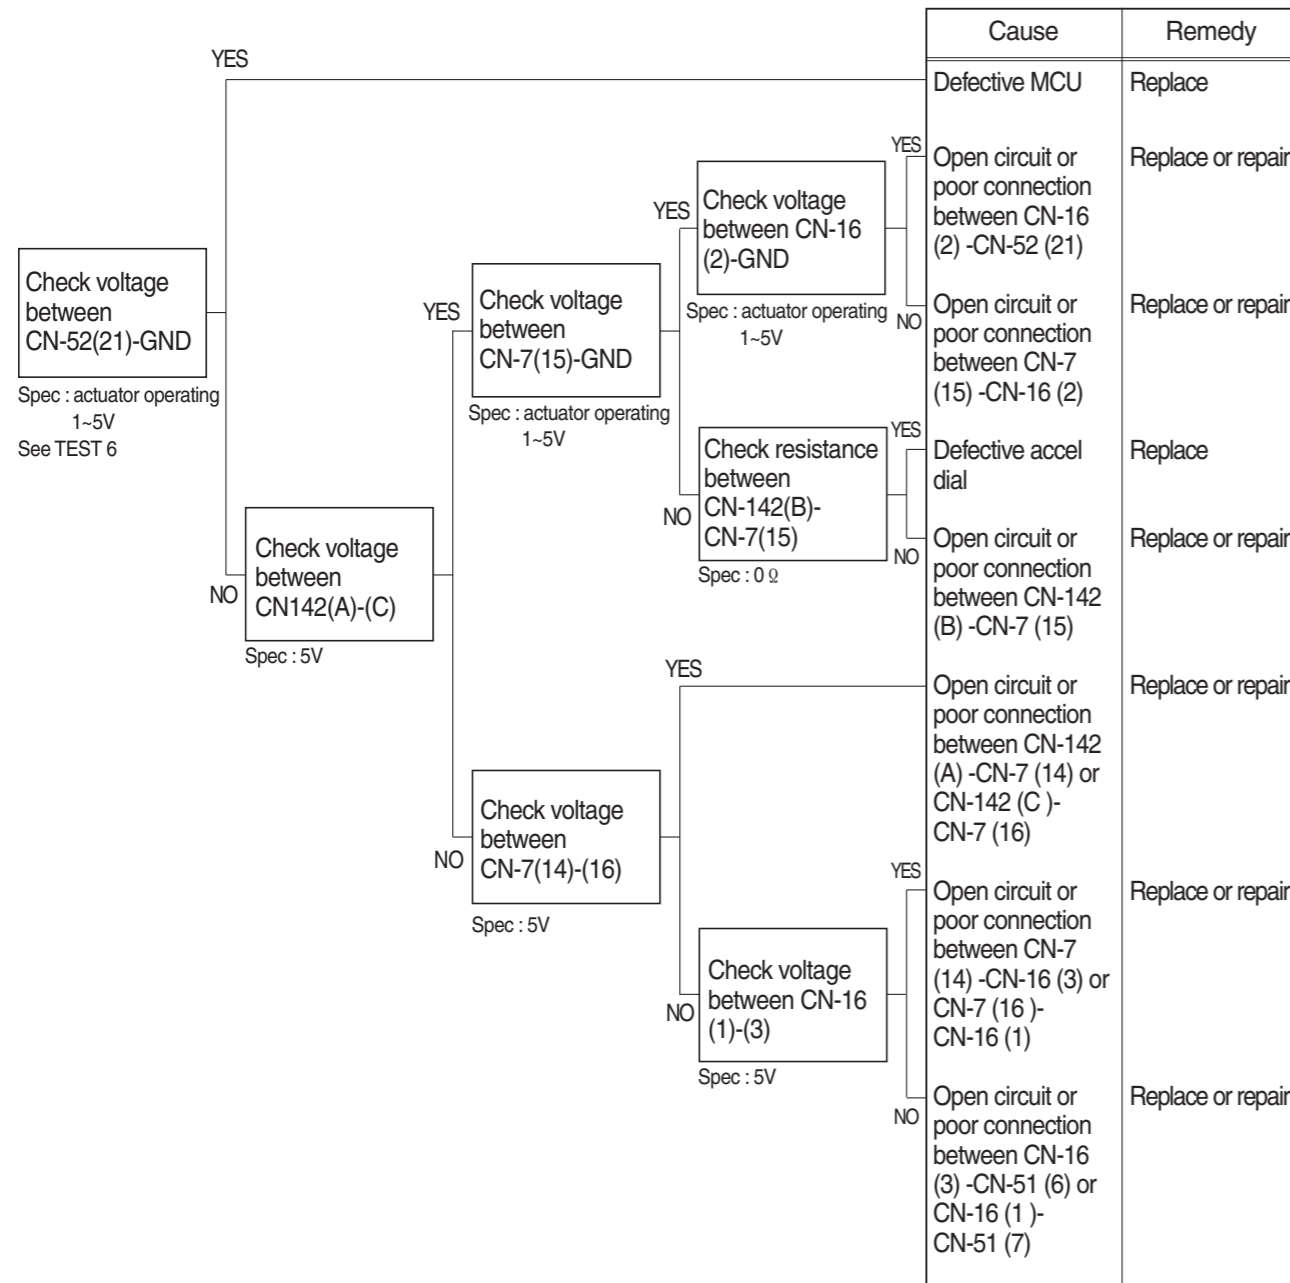 Cause
Remedy
YES
Defective MCU
Replace
YES
Open circuit or
poor connection
between CN-16
(2) -CN-52 (21)
Replace or repair
YES
Check voltage
between CN-16
(2)-GND
Spec : actuator operating
1~5V
NO
Open circuit or
poor connection
between CN-7
(15) -CN-16 (2)
Replace or repair
Check voltage
between
CN-52(21)-GND
Spec : actuator operating
1~5V
See TEST 6
YES
Check voltage
between
CN-7(15)-GND
Spec : actuator operating
1~5V
YES
Defective accel
dial
Replace
NO
Check resistance
between
CN-142(B)-
CN-7(15)
Spec : 0 Ω
NO
Open circuit or
poor connection
between CN-142
(B) -CN-7 (15)
Replace or repair
NO
Check voltage
between
CN142(A)-(C)
Spec : 5V
YES
Open circuit or
poor connection
between CN-142
(A) -CN-7 (14) or
CN-142 (C )-
CN-7 (16)
Replace or repair
NO
Check voltage
between
CN-7(14)-(16)
Spec : 5V
YES
Open circuit or
poor connection
between CN-7
(14) -CN-16 (3) or
CN-7 (16 )-
CN-16 (1)
Replace or repair
NO
Check voltage
between CN-16
(1)-(3)
Spec : 5V
NO
Open circuit or
poor connection
between CN-16
(3) -CN-51 (6) or
CN-16 (1 )-
CN-51 (7)
Replace or repair